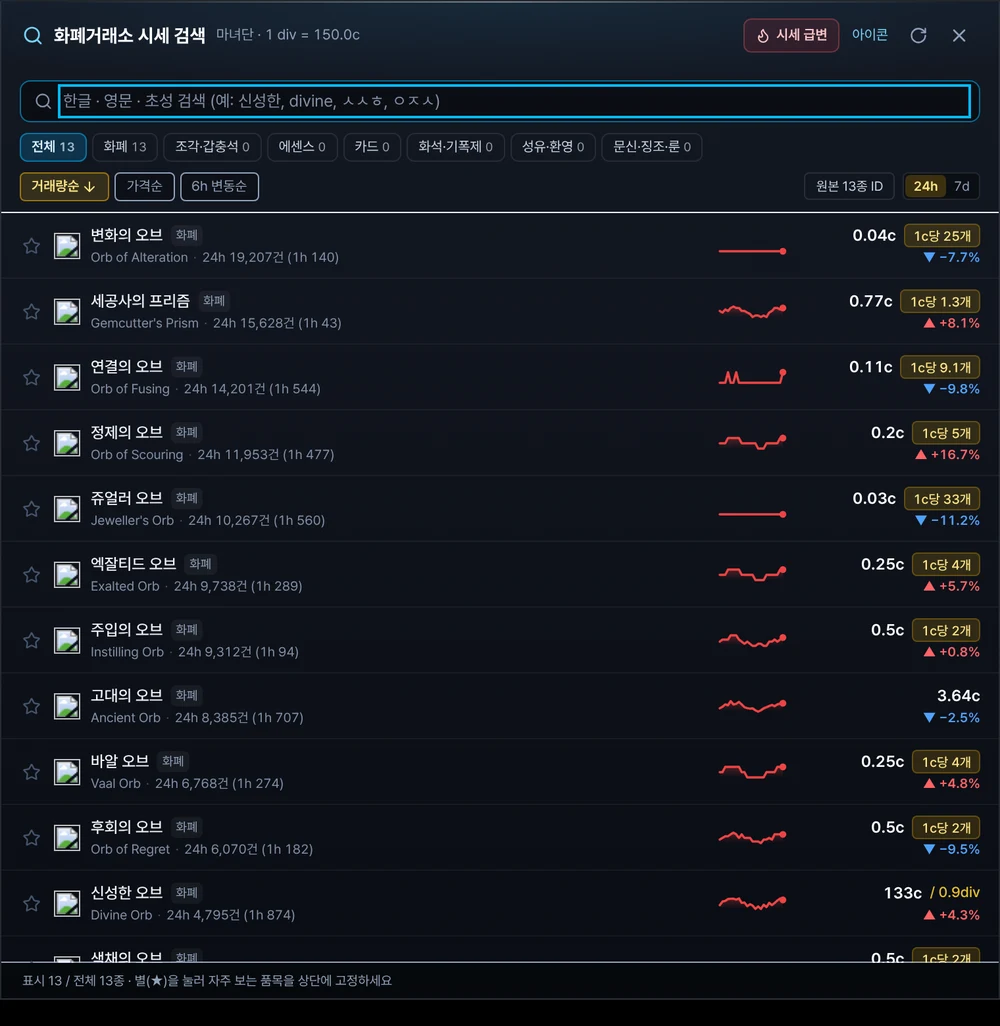 화폐거래소 시세 검색 마녀단 · 1 div = 150.0c 시세 급변 아이콘
한글 · 영문 · 초성 검색 (예: 신성한, divine, ㅅㅅㅎ, ㅇㅈㅅ)
전체 13 화폐 13 조각·갑충석 0 에센스 0 카드 0 화석·기폭제 0 성유·환영 0 문신·징조·룬 0
거래량순 ↓ 가격순 6h 변동순 원본 13종 ID 24h 7d
변화의 오브 화폐 0.04c 1c당 25개
Orb of Alteration · 24h 19,207건 (1h 140) ▼ −7.7%
세공사의 프리즘 화폐 0.77c 1c당 1.3개
Gemcutter's Prism · 24h 15,628건 (1h 43) ▲ +8.1%
연결의 오브 화폐 0.11c 1c당 9.1개
Orb of Fusing · 24h 14,201건 (1h 544) ▼ −9.8%
정제의 오브 화폐 0.2c 1c당 5개
Orb of Scouring · 24h 11,953건 (1h 477) ▲ +16.7%
쥬얼러 오브 화폐 0.03c 1c당 33개
Jeweller's Orb · 24h 10,267건 (1h 560) ▼ −11.2%
엑잘티드 오브 화폐 0.25c 1c당 4개
Exalted Orb · 24h 9,738건 (1h 289) ▲ +5.7%
주입의 오브 화폐 0.5c 1c당 2개
Instilling Orb · 24h 9,312건 (1h 94) ▲ +0.8%
고대의 오브 화폐 3.64c
Ancient Orb · 24h 8,385건 (1h 707) ▼ −2.5%
바알 오브 화폐 0.25c 1c당 4개
Vaal Orb · 24h 6,768건 (1h 274) ▲ +4.8%
후회의 오브 화폐 0.5c 1c당 2개
Orb of Regret · 24h 6,070건 (1h 182) ▼ −9.5%
신성한 오브 화폐 133c / 0.9div
Divine Orb · 24h 4,795건 (1h 874) ▲ +4.3%
색채의 오브 화폐 0.5c 1c당 2개
표시 13 / 전체 13종 · 별(★)을 눌러 자주 보는 품목을 상단에 고정하세요